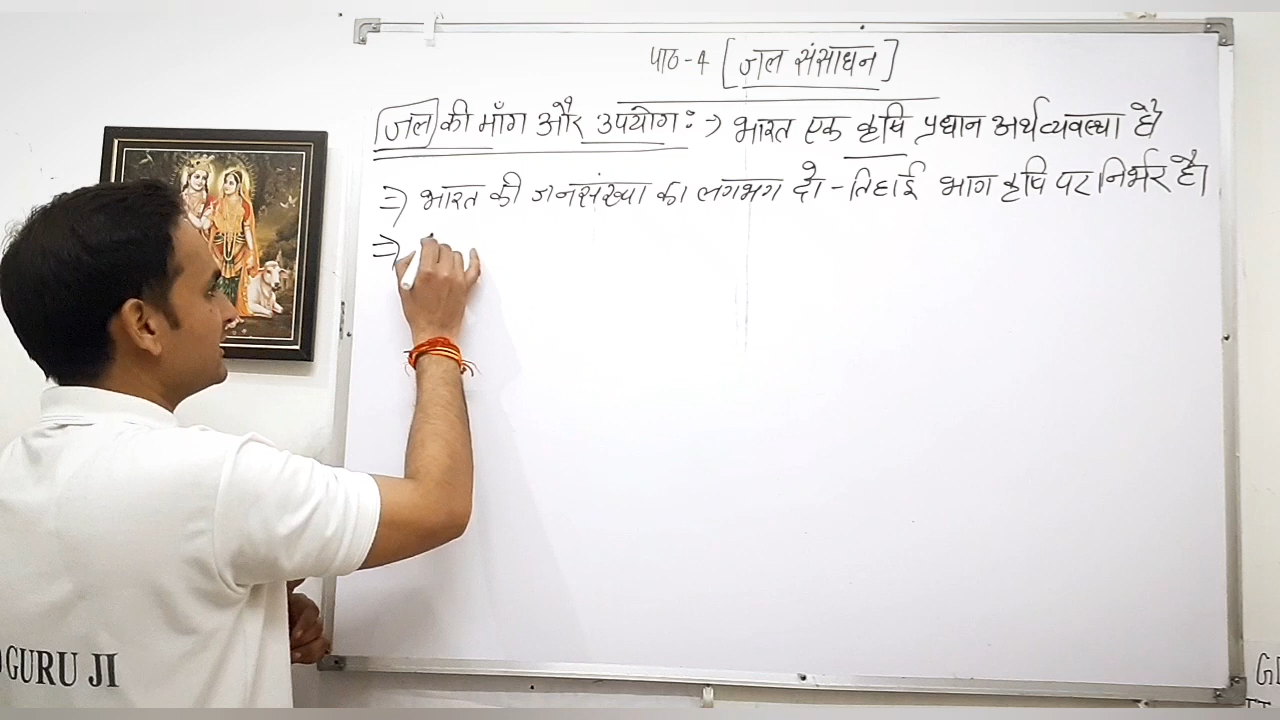 पाठ-4 [जल संसाधन]
जल की माँग और उपयोग :→ भारत एक कृषि प्रधान अर्थव्यवस्था है
⇒ भारत की जनसंख्या का लगभग दो-तिहाई भाग कृषि पर निर्भर है।
⇒
GURU JI